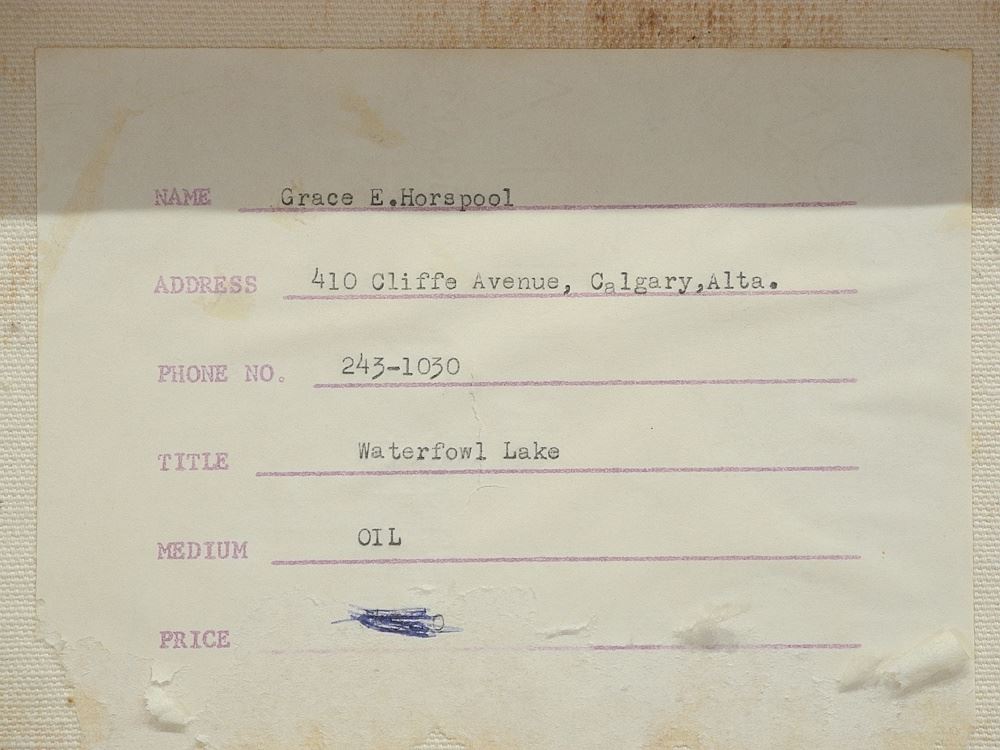 NAME Grace E.Horspool
ADDRESS 410 Cliffe Avenue, Calgary,Alta.
PHONE NO. 243-1030
TITLE Waterfowl Lake
MEDIUM OIL
PRICE